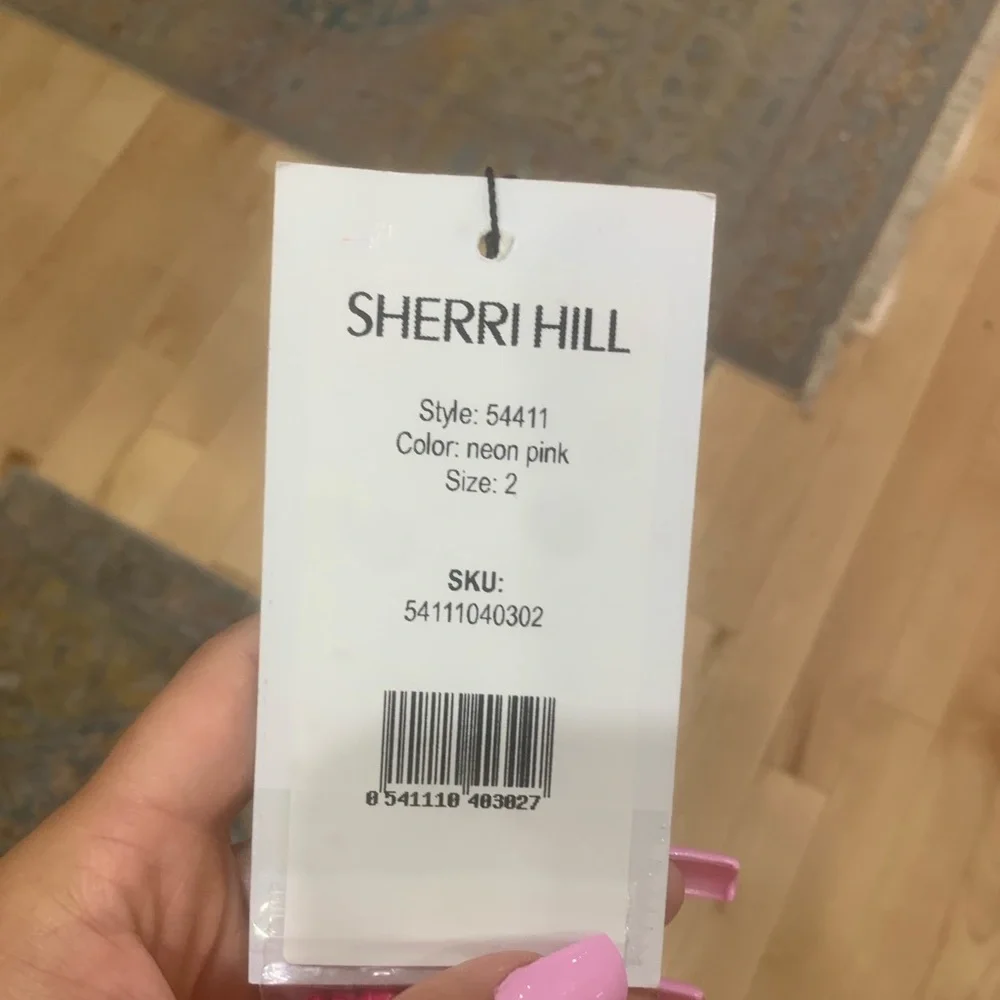 SHERRI HILL
Style: 54411
Color: neon pink
Size: 2
SKU:
54111040302
0 541110 403027